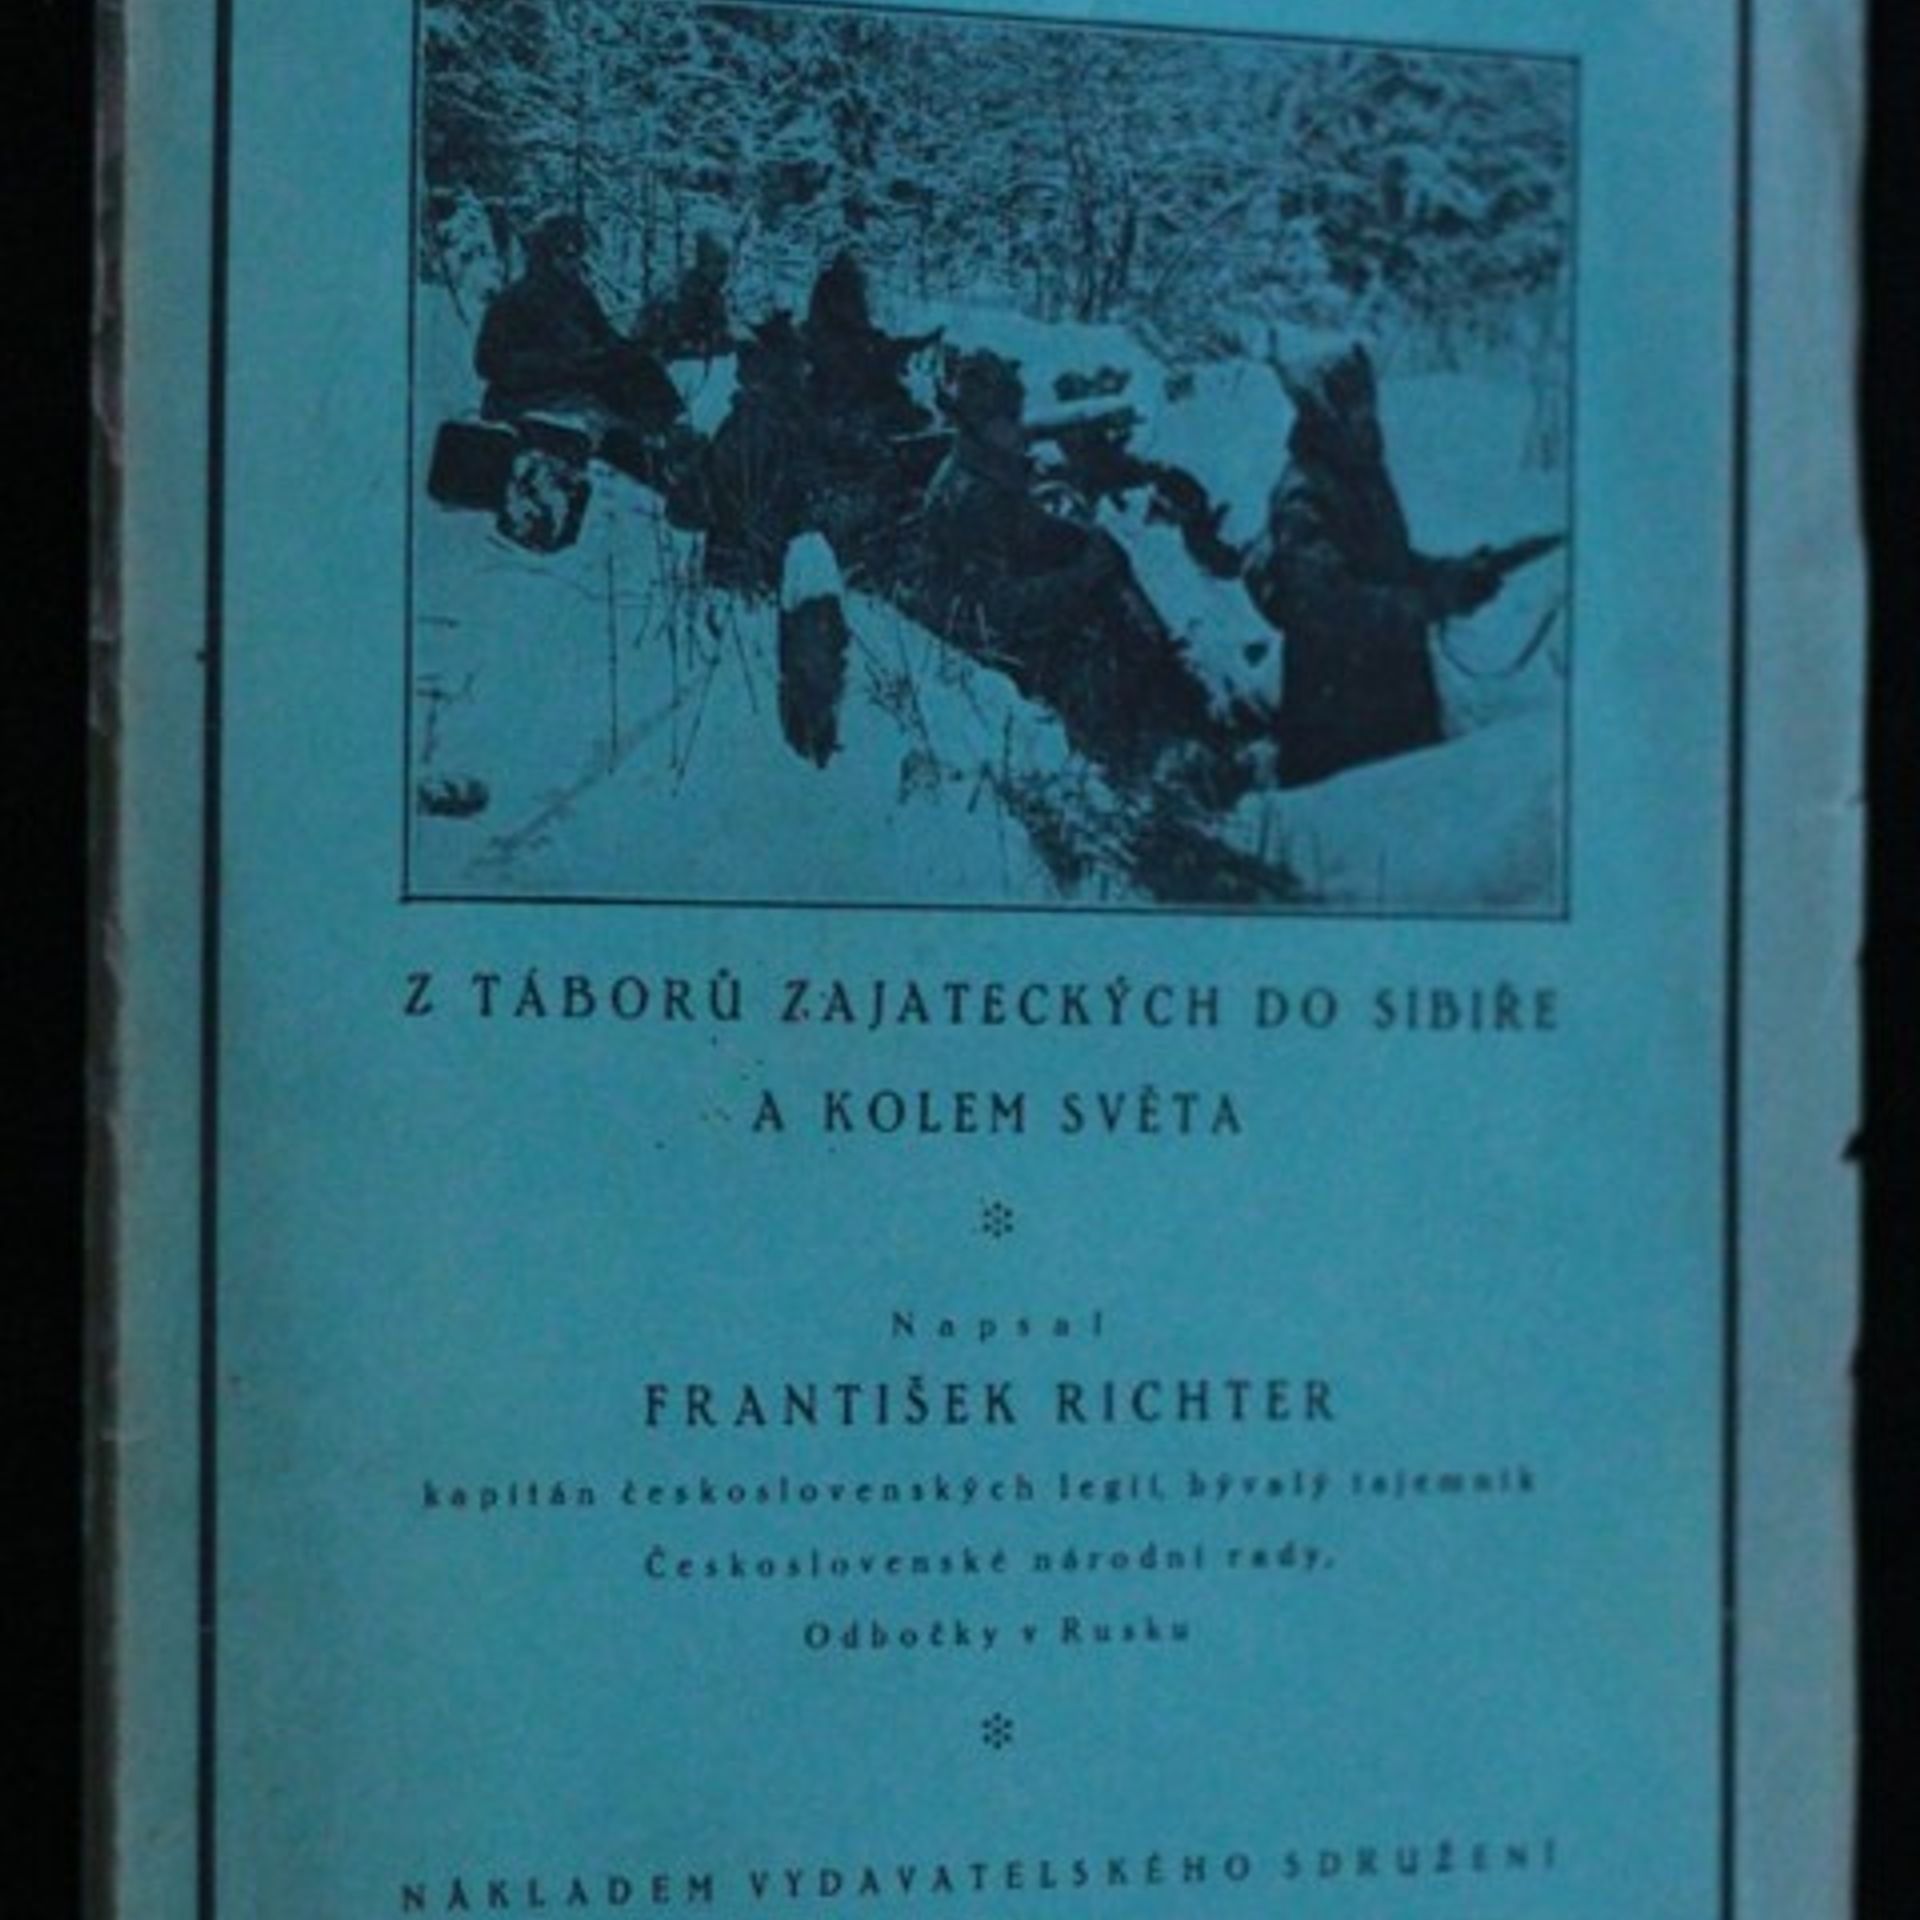 Z TÁBORŮ ZAJATECKÝCH DO SIBIŘE
A KOLEM SVĚTA
Napsal
FRANTIŠEK RICHTER
kapitán československých legií, bývalý tajemník
Československé národní rady,
Odbočky v Rusku
NÁKLADEM VYDAVATELSKÉHO SDRUŽENÍ